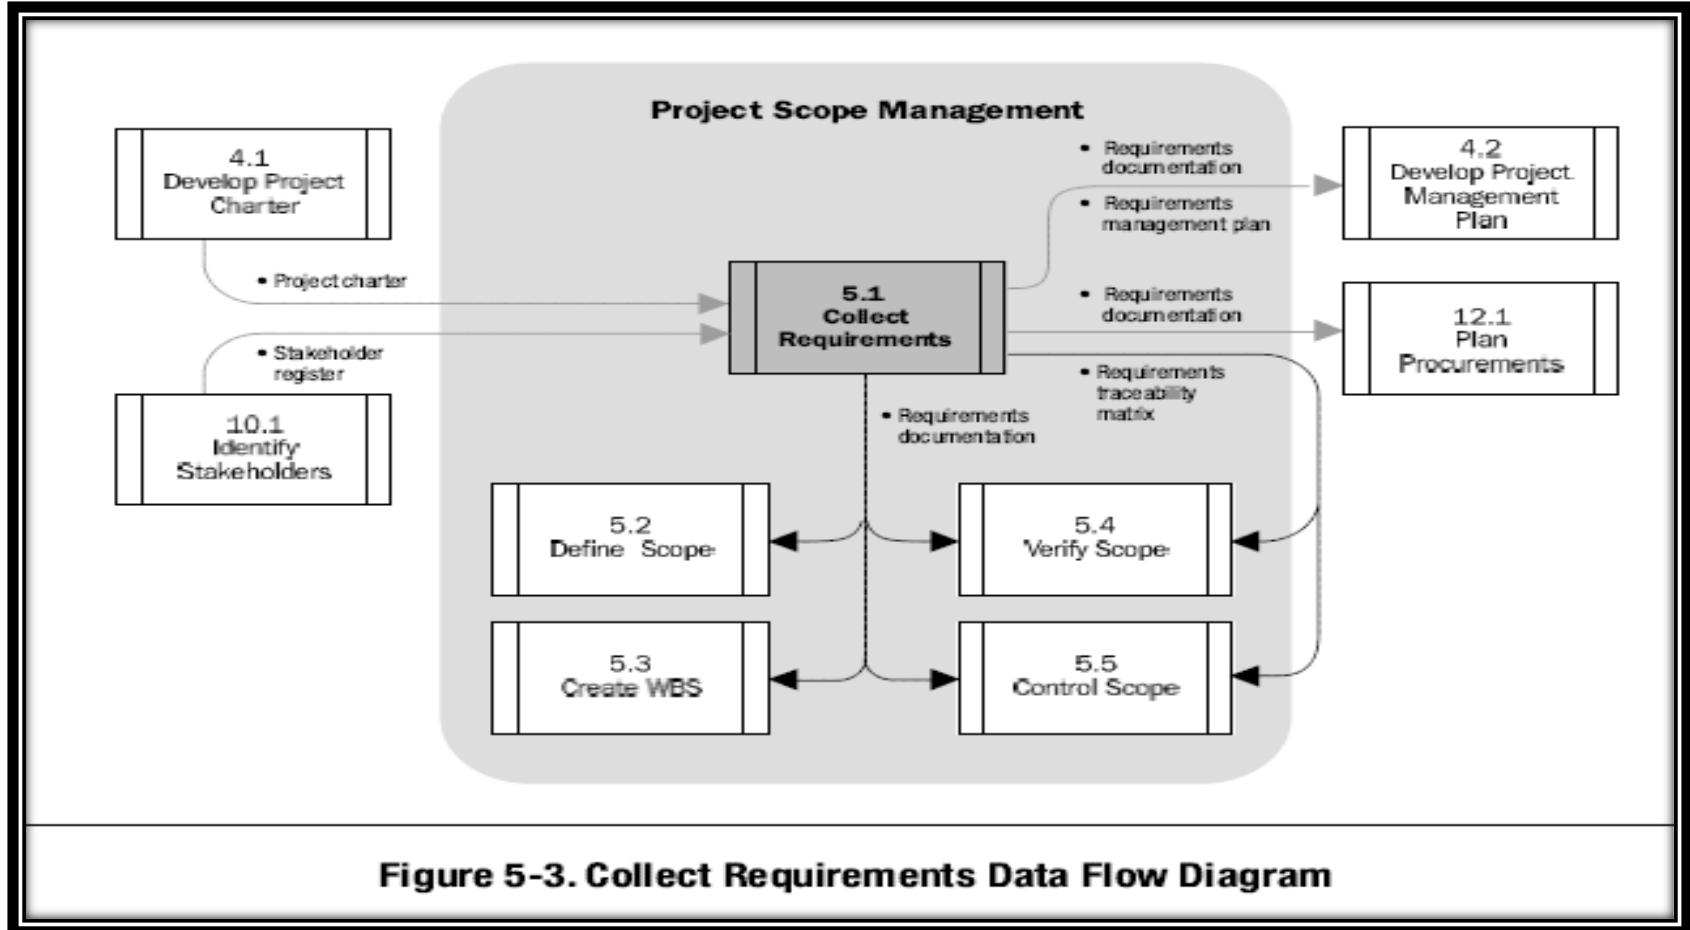 Project Scope Management
4.1
Develop Project
Charter
• Project charter
• Stakeholder
register
10.1
Identify
Stakeholders
5.1
Collect
Requirements
• Requirements
documentation
• Requirements
management plan
4.2
Develop Project
Management
Plan
• Requirements
documentation
12.1
Plan
Procurements
• Requirements
traceability
matrix
• Requirements
documentation
5.2
Define Scope
5.4
Verify Scope
5.3
Create WBS
5.5
Control Scope
Figure 5-3. Collect Requirements Data Flow Diagram